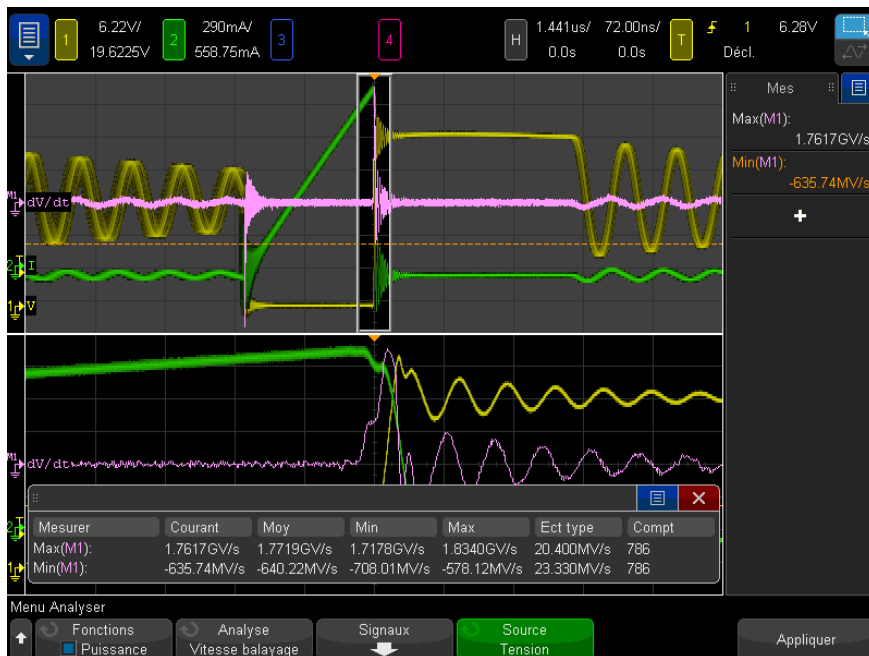 1 6.22V/ 2 290mA/ 3 4 H 1.441us/ 72.00ns/ T 1 6.28V
19.6225V 558.75mA 0.0s 0.0s Décl.
Mes
Max(M1):
1.7617GV/s
Min(M1):
-635.74MV/s
+
M1 dV/dt
2 I
1 V
M1 dV/dt
2
1
Mesurer Courant Moy Min Max Ect type Compt
Max(M1): 1.7617GV/s 1.7719GV/s 1.7178GV/s 1.8340GV/s 20.400MV/s 786
Min(M1): -635.74MV/s -640.22MV/s -708.01MV/s -578.12MV/s 23.330MV/s 786
Menu Analyser
Fonctions Analyse Signaux Source
Puissance Vitesse balayage Tension Appliquer